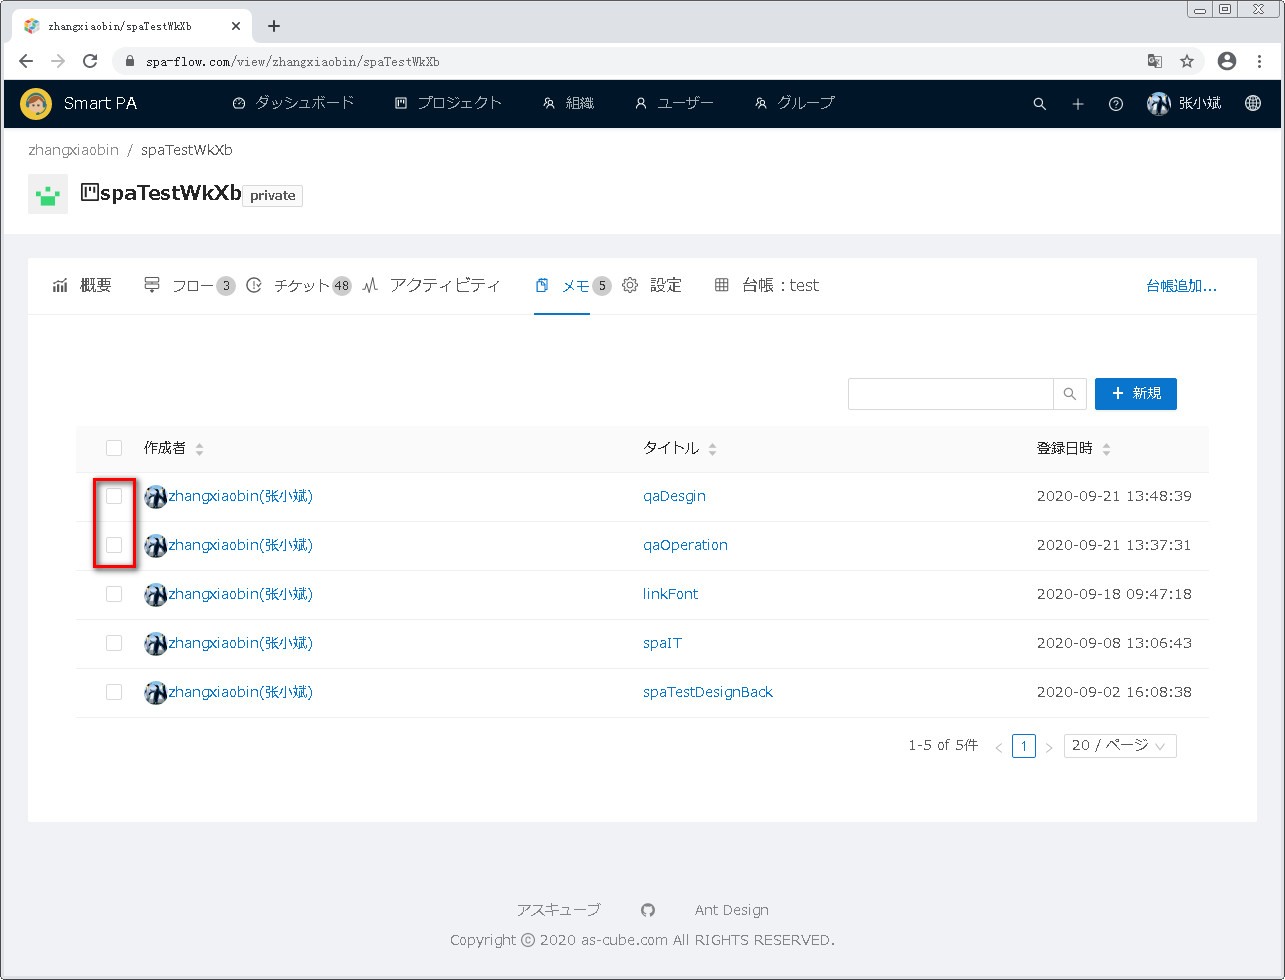 zhangxiaobin/spaTestWkXb
spa-flow.com/view/zhangxiaobin/spaTestWkXb
Smart PA ダッシュボード プロジェクト 組織 ユーザー グループ 张小斌
zhangxiaobin / spaTestWkXb
spaTestWkXb private
概要 フロー 3 チケット 48 アクティビティ メモ 5 設定 台帳：test 台帳追加...
新規
作成者 タイトル 登録日時
zhangxiaobin(张小斌) qaDesgin 2020-09-21 13:48:39
zhangxiaobin(张小斌) qaOperation 2020-09-21 13:37:31
zhangxiaobin(张小斌) linkFont 2020-09-18 09:47:18
zhangxiaobin(张小斌) spaIT 2020-09-08 13:06:43
zhangxiaobin(张小斌) spaTestDesignBack 2020-09-02 16:08:38
1-5 of 5件 < 1 > 20 / ページ
アスキューブ Ant Design
Copyright © 2020 as-cube.com All RIGHTS RESERVED.